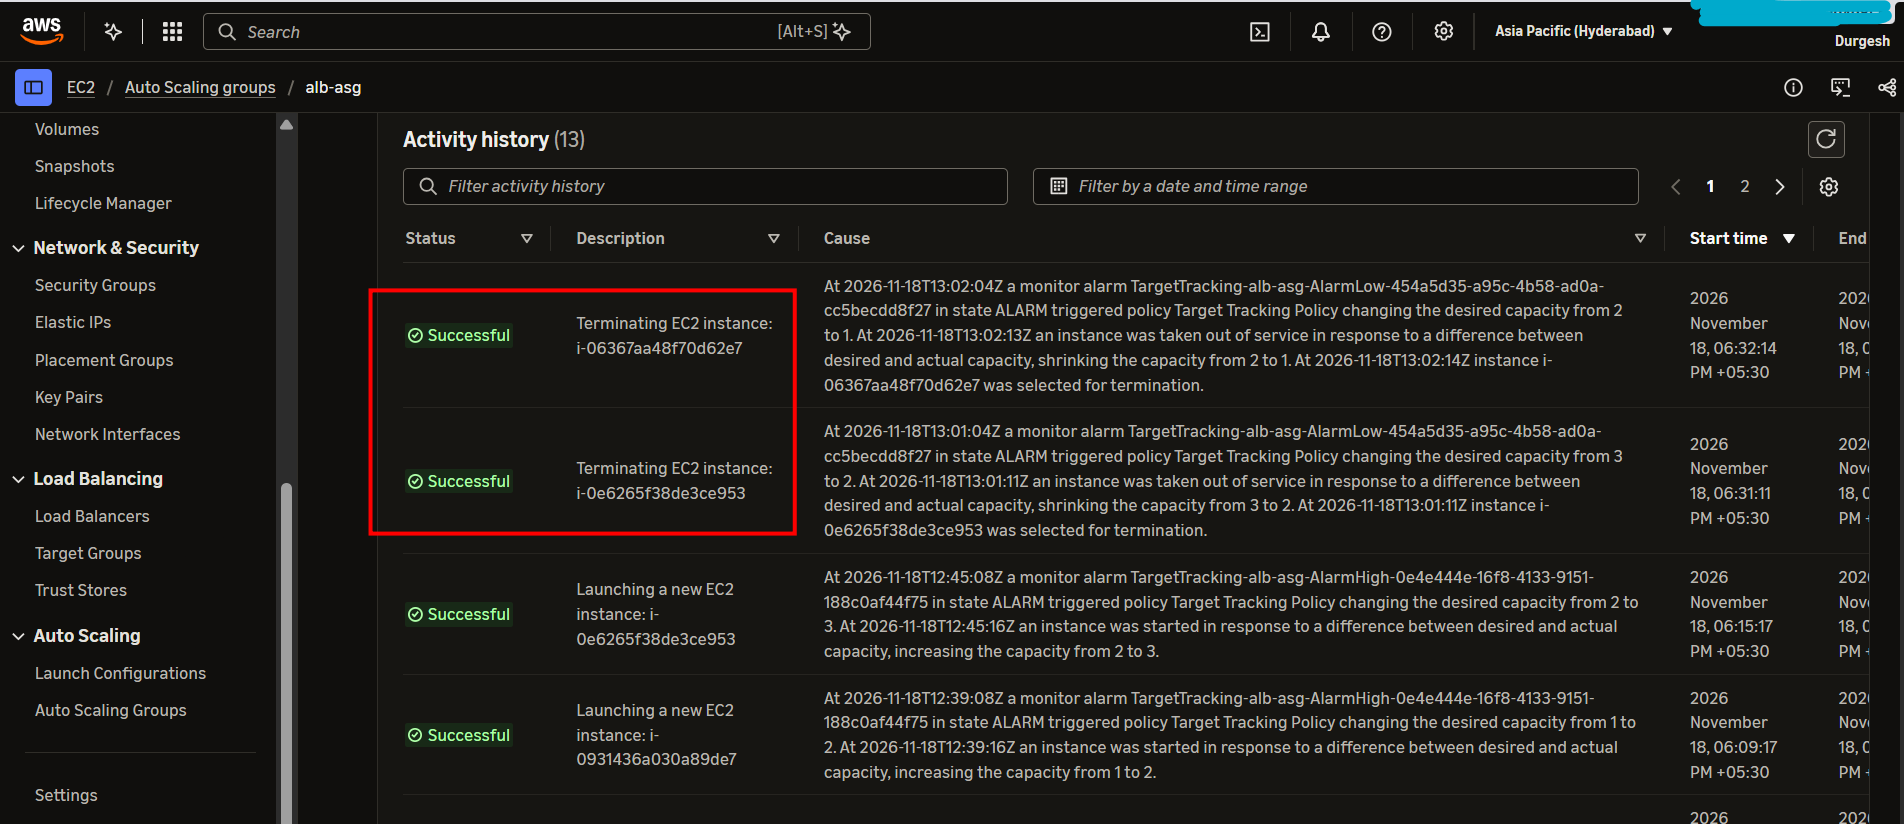 aws
Search
[Alt+S]
Asia Pacific (Hyderabad)
Durgesh
EC2 / Auto Scaling groups / alb-asg
Volumes
Snapshots
Lifecycle Manager
Network & Security
Security Groups
Elastic IPs
Placement Groups
Key Pairs
Network Interfaces
Load Balancing
Load Balancers
Target Groups
Trust Stores
Auto Scaling
Launch Configurations
Auto Scaling Groups
Settings
Activity history (13)
Filter activity history
Filter by a date and time range
1 2
Status Description Cause Start time End
Successful
Terminating EC2 instance:
i-06367aa48f70d62e7
At 2026-11-18T13:02:04Z a monitor alarm TargetTracking-alb-asg-AlarmLow-454a5d35-a95c-4b58-ad0a-
cc5becdd8f27 in state ALARM triggered policy Target Tracking Policy changing the desired capacity from 2
to 1. At 2026-11-18T13:02:13Z an instance was taken out of service in response to a difference between
desired and actual capacity, shrinking the capacity from 2 to 1. At 2026-11-18T13:02:14Z instance i-
06367aa48f70d62e7 was selected for termination.
2026
November
18, 06:32:14
PM +05:30
Successful
Terminating EC2 instance:
i-0e6265f38de3ce953
At 2026-11-18T13:01:04Z a monitor alarm TargetTracking-alb-asg-AlarmLow-454a5d35-a95c-4b58-ad0a-
cc5becdd8f27 in state ALARM triggered policy Target Tracking Policy changing the desired capacity from 3
to 2. At 2026-11-18T13:01:11Z an instance was taken out of service in response to a difference between
desired and actual capacity, shrinking the capacity from 3 to 2. At 2026-11-18T13:01:11Z instance i-
0e6265f38de3ce953 was selected for termination.
2026
November
18, 06:31:11
PM +05:30
Successful
Launching a new EC2
instance: i-
0e6265f38de3ce953
At 2026-11-18T12:45:08Z a monitor alarm TargetTracking-alb-asg-AlarmHigh-0e4e444e-16f8-4133-9151-
188c0af44f75 in state ALARM triggered policy Target Tracking Policy changing the desired capacity from 2 to
3. At 2026-11-18T12:45:16Z an instance was started in response to a difference between desired and actual
capacity, increasing the capacity from 2 to 3.
2026
November
18, 06:15:17
PM +05:30
Successful
Launching a new EC2
instance: i-
0931436a030a89de7
At 2026-11-18T12:39:08Z a monitor alarm TargetTracking-alb-asg-AlarmHigh-0e4e444e-16f8-4133-9151-
188c0af44f75 in state ALARM triggered policy Target Tracking Policy changing the desired capacity from 1 to
2. At 2026-11-18T12:39:16Z an instance was started in response to a difference between desired and actual
capacity, increasing the capacity from 1 to 2.
2026
November
18, 06:09:17
PM +05:30
2026